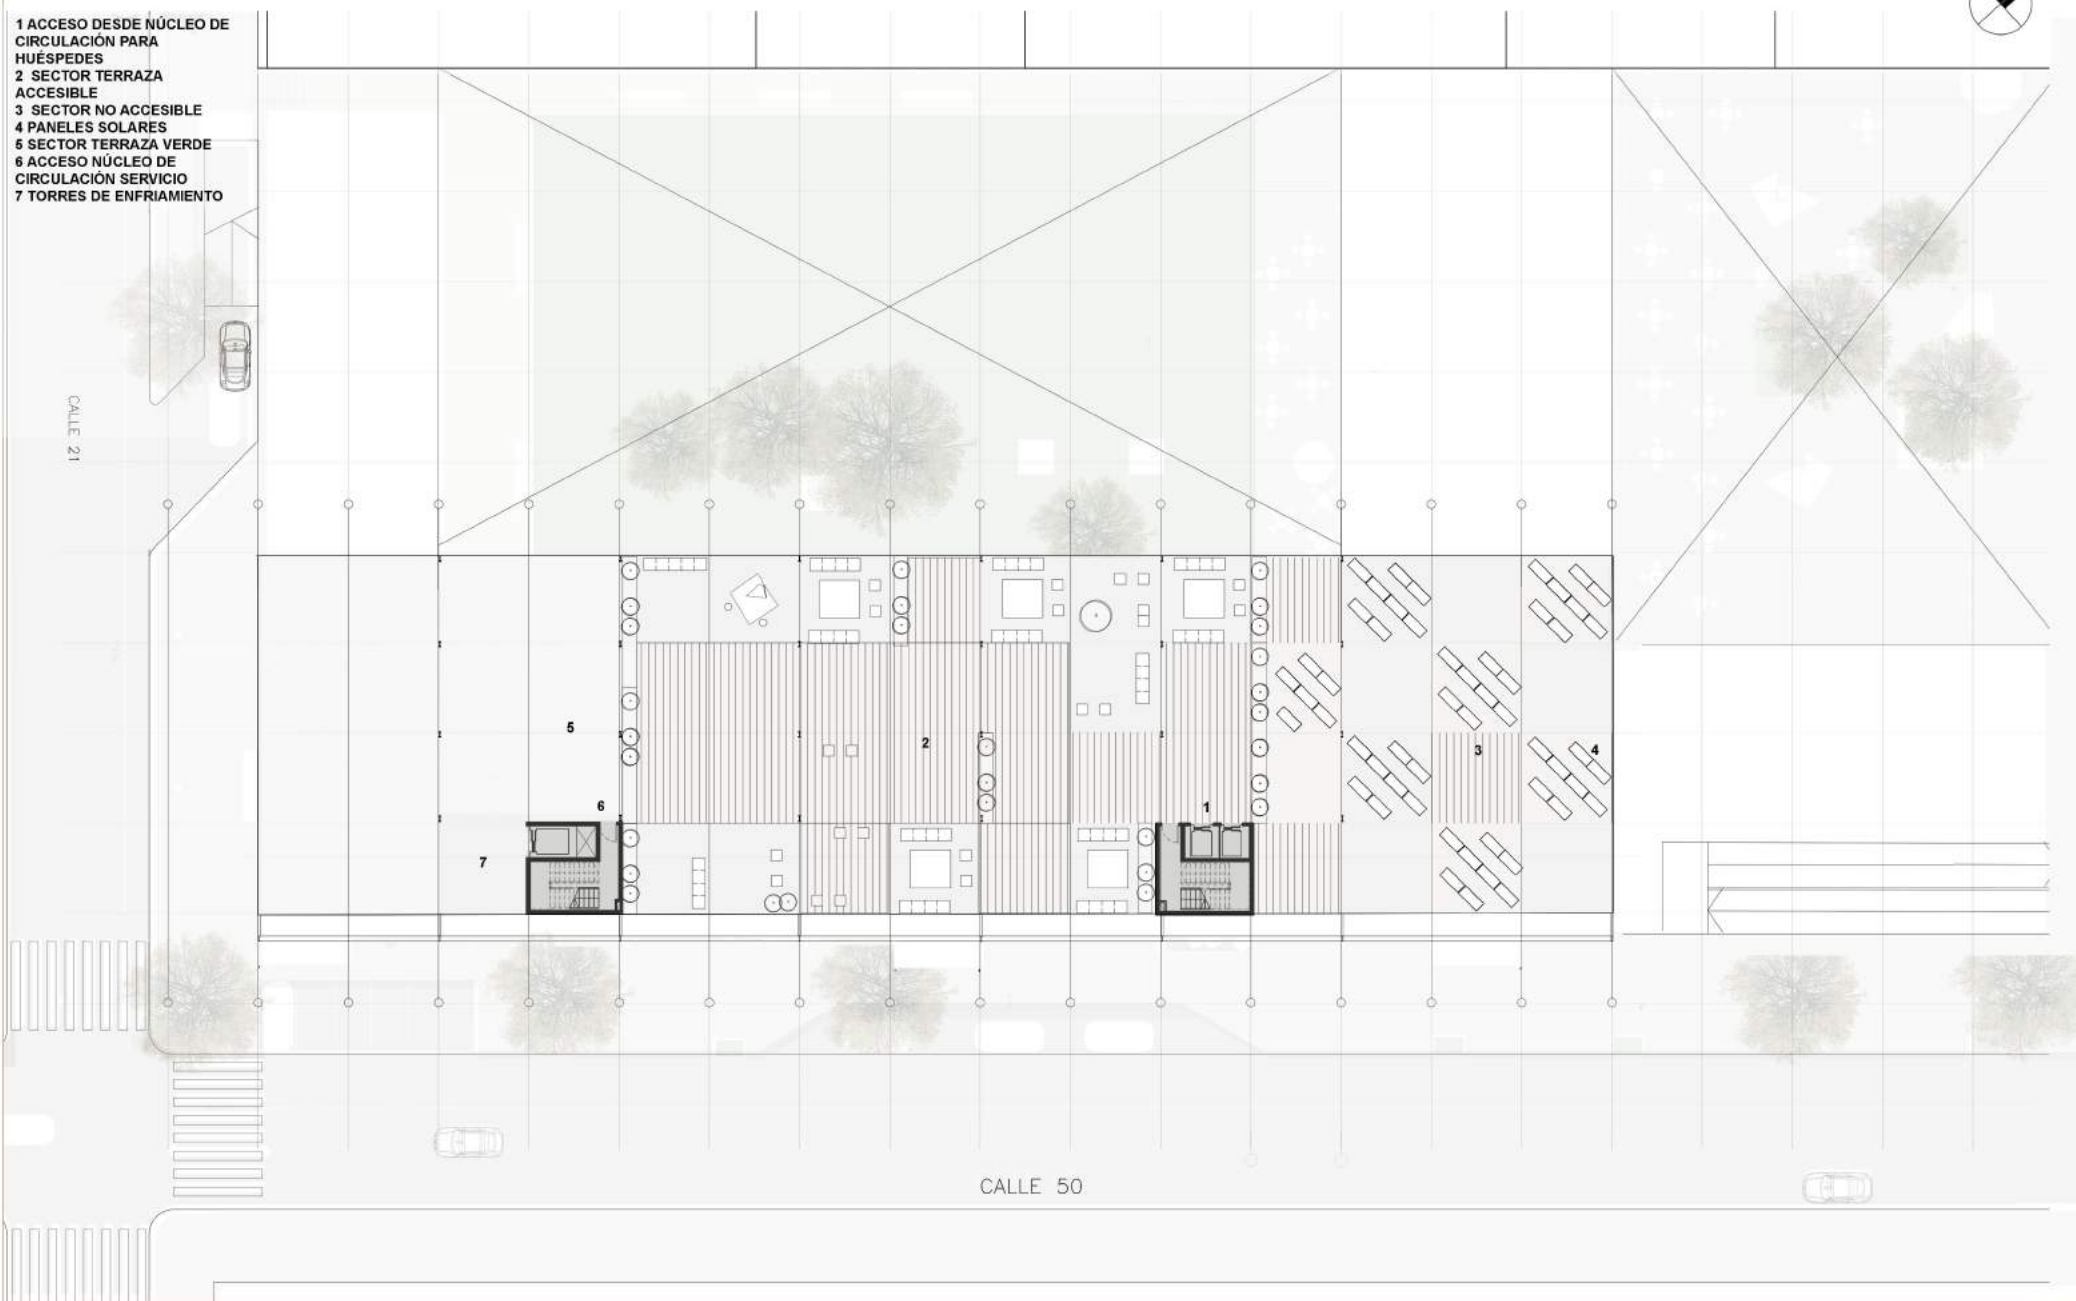 1 ACCESO DESDE NÚCLEO DE
CIRCULACIÓN PARA
HUÉSPEDES
2 SECTOR TERRAZA
ACCESIBLE
3 SECTOR NO ACCESIBLE
4 PANELES SOLARES
5 SECTOR TERRAZA VERDE
6 ACCESO NÚCLEO DE
CIRCULACIÓN SERVICIO
7 TORRES DE ENFRIAMIENTO
CALLE 21
5
2
3
4
6
1
7
CALLE 50